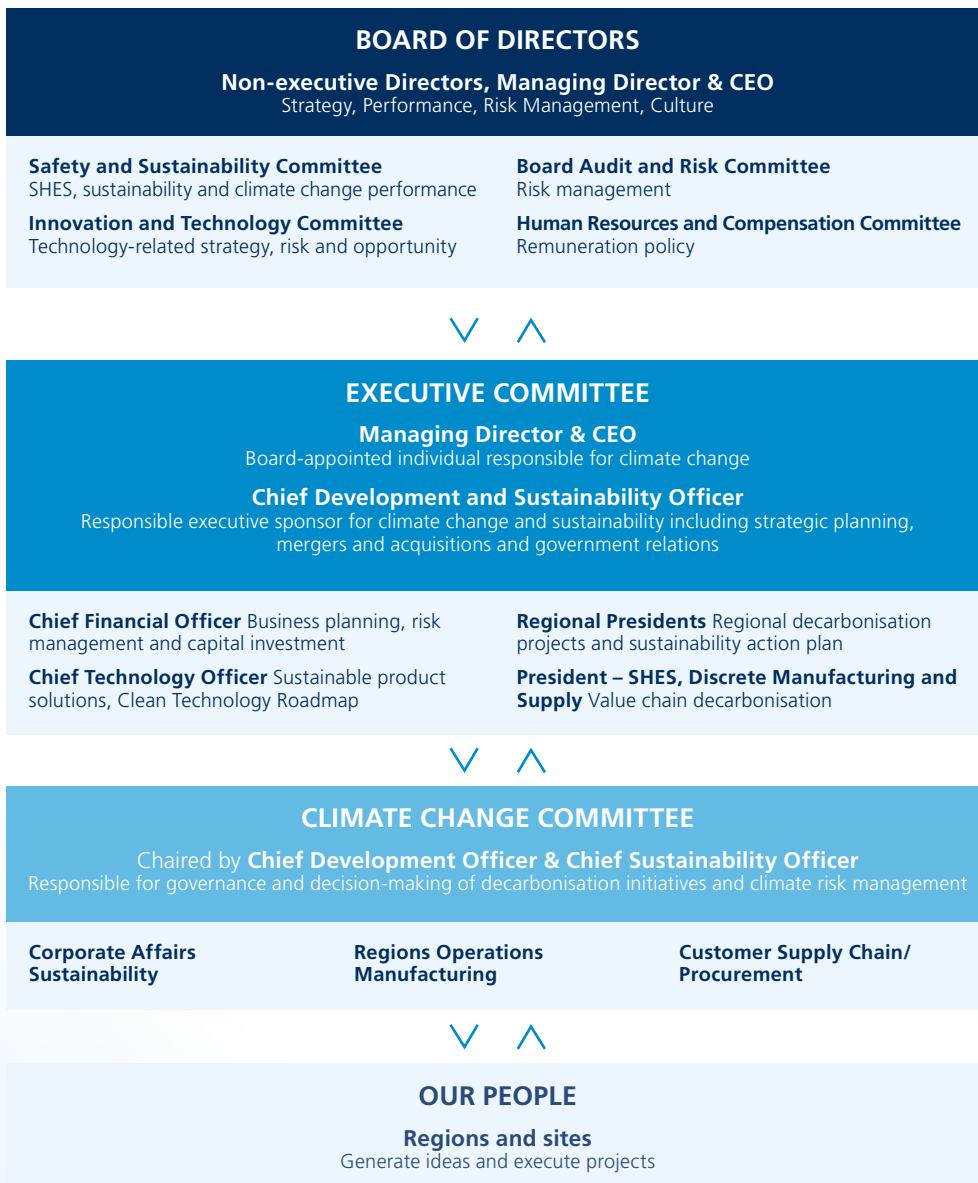 BOARD OF DIRECTORS
Non-executive Directors, Managing Director & CEO
Strategy, Performance, Risk Management, Culture
Safety and Sustainability Committee
SHES, sustainability and climate change performance
Innovation and Technology Committee
Technology-related strategy, risk and opportunity
Board Audit and Risk Committee
Risk management
Human Resources and Compensation Committee
Remuneration policy
EXECUTIVE COMMITTEE
Managing Director & CEO
Board-appointed individual responsible for climate change
Chief Development and Sustainability Officer
Responsible executive sponsor for climate change and sustainability including strategic planning,
mergers and acquisitions and government relations
Chief Financial Officer Business planning, risk
management and capital investment
Chief Technology Officer Sustainable product
solutions, Clean Technology Roadmap
Regional Presidents Regional decarbonisation
projects and sustainability action plan
President – SHES, Discrete Manufacturing and
Supply Value chain decarbonisation
CLIMATE CHANGE COMMITTEE
Chaired by Chief Development Officer & Chief Sustainability Officer
Responsible for governance and decision-making of decarbonisation initiatives and climate risk management
Corporate Affairs
Sustainability
Regions Operations
Manufacturing
Customer Supply Chain/
Procurement
OUR PEOPLE
Regions and sites
Generate ideas and execute projects